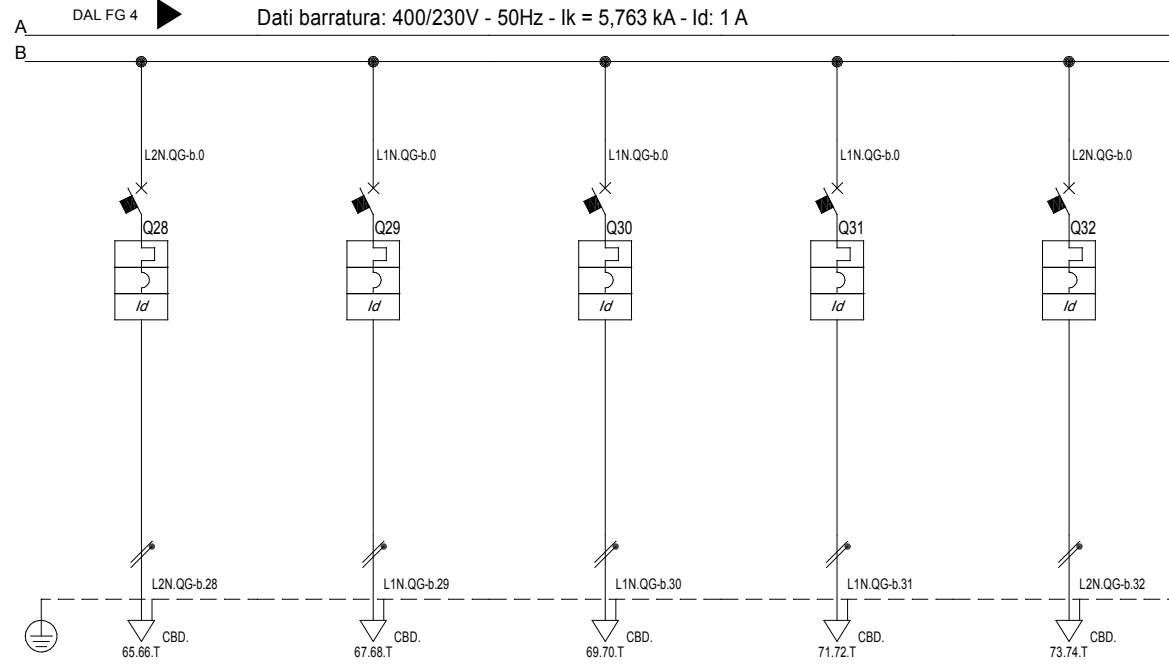 DAL FG 4
Dati barratura: 400/230V - 50Hz - Ik = 5,763 kA - Id: 1 A
A
B
L2N.QG-b.0 L1N.QG-b.0 L1N.QG-b.0 L1N.QG-b.0 L2N.QG-b.0
Q28 Q29 Q30 Q31 Q32
Id Id Id Id Id
L2N.QG-b.28 L1N.QG-b.29 L1N.QG-b.30 L1N.QG-b.31 L2N.QG-b.32
CBD. CBD. CBD. CBD. CBD.
65.66.T 67.68.T 69.70.T 71.72.T 73.74.T